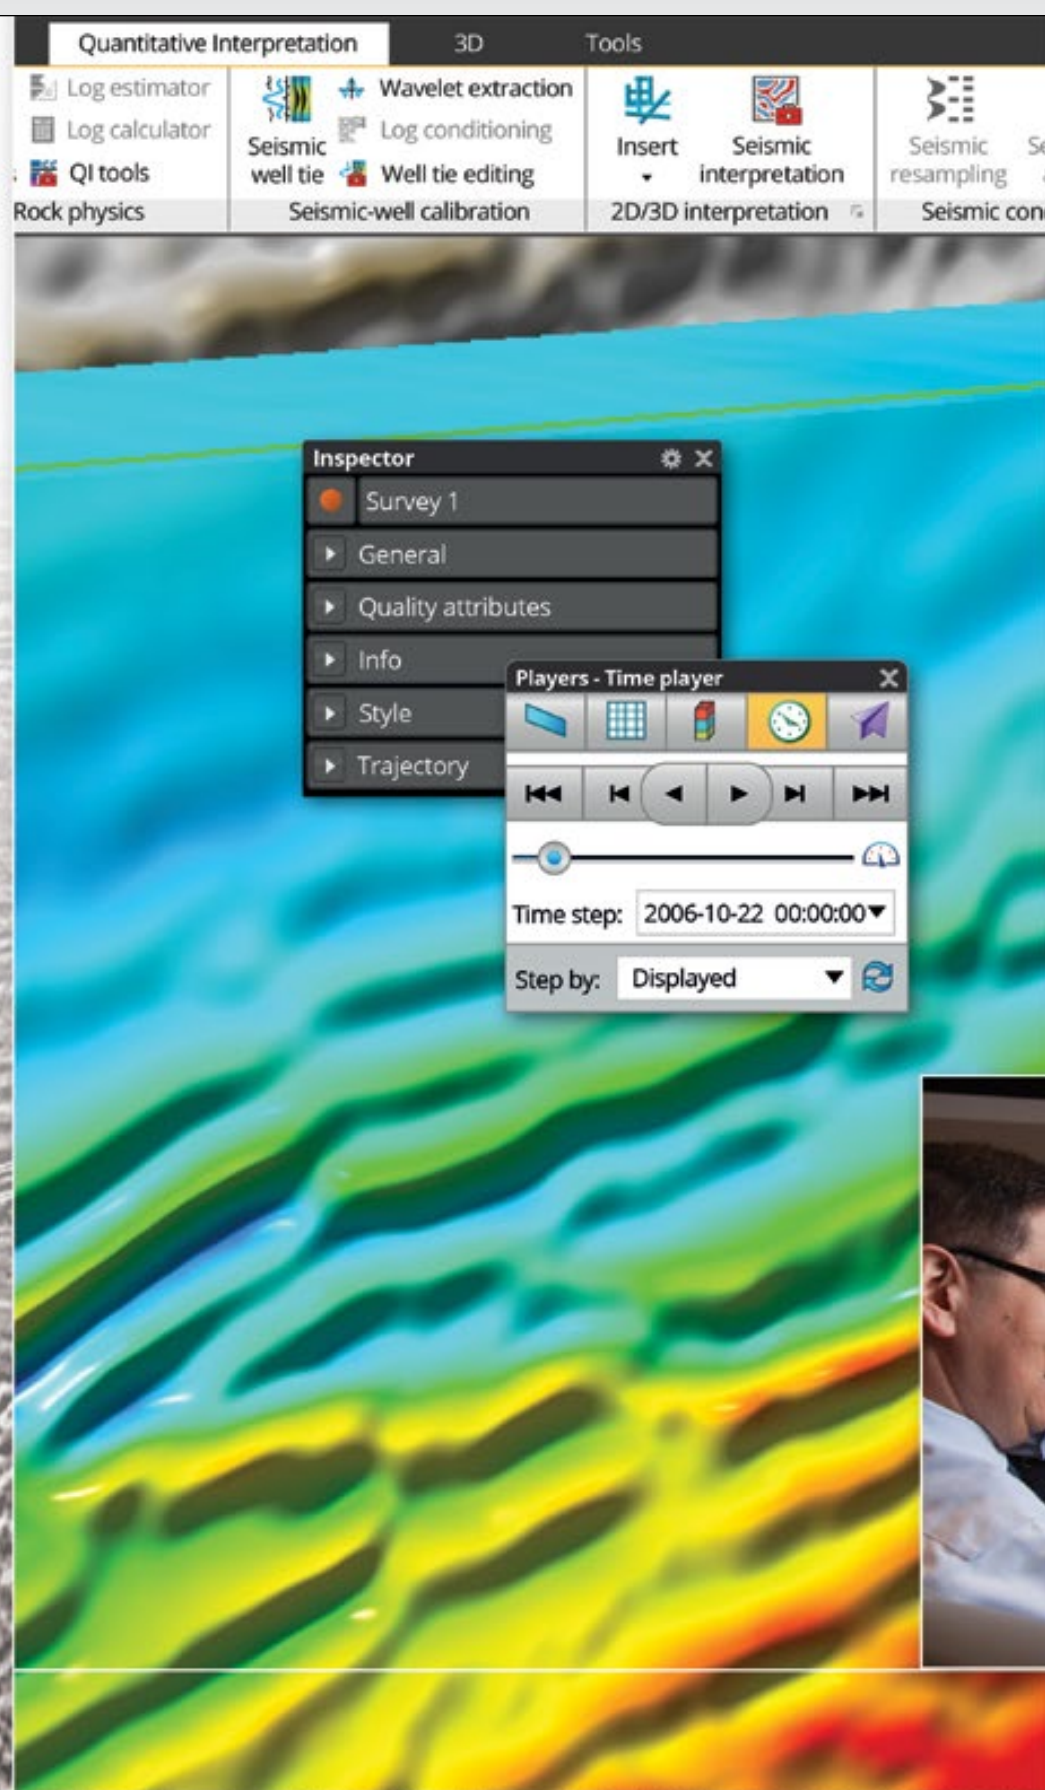 Quantitative Interpretation 3D Tools
Log estimator
Log calculator
QI tools
Rock physics
Seismic
well tie
Wavelet extraction
Log conditioning
Well tie editing
Seismic-well calibration
Insert
Seismic
interpretation
2D/3D interpretation
Seismic
resampling
Seismic
Inspector
Survey 1
General
Quality attributes
Info
Style
Trajectory
Players - Time player
Time step: 2006-10-22 00:00:00
Step by: Displayed